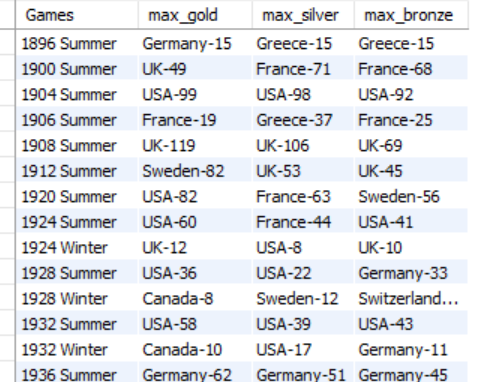 Games max_gold max_silver max_bronze
1896 Summer Germany-15 Greece-15 Greece-15
1900 Summer UK-49 France-71 France-68
1904 Summer USA-99 USA-98 USA-92
1906 Summer France-19 Greece-37 France-25
1908 Summer UK-119 UK-106 UK-69
1912 Summer Sweden-82 UK-53 UK-45
1920 Summer USA-82 France-63 Sweden-56
1924 Summer USA-60 France-44 USA-41
1924 Winter UK-12 USA-8 UK-10
1928 Summer USA-36 USA-22 Germany-33
1928 Winter Canada-8 Sweden-12 Switzerland...
1932 Summer USA-58 USA-39 USA-43
1932 Winter Canada-10 USA-17 Germany-11
1936 Summer Germany-62 Germany-51 Germany-45